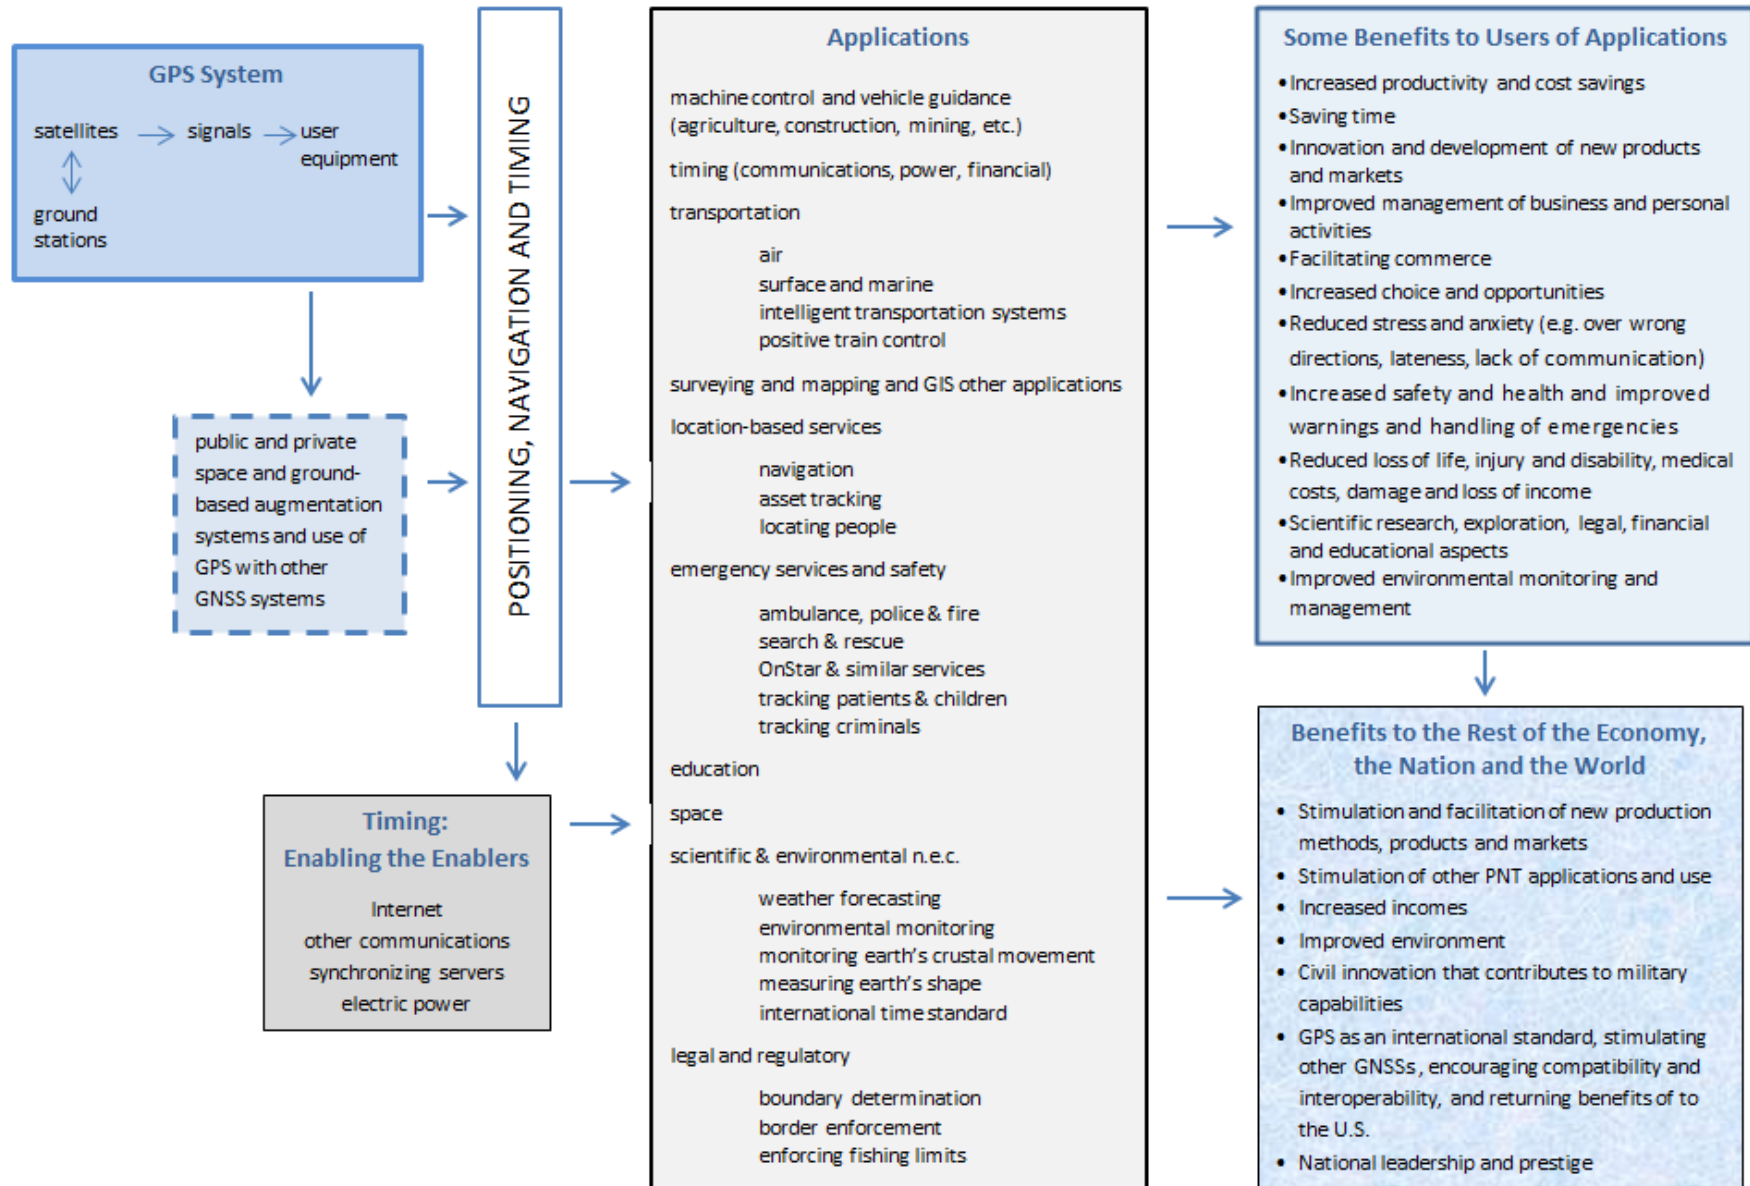 GPS System
satellites
signals
user
equipment
ground
stations
public and private
space and ground-
based augmentation
systems and use of
GPS with other
GNSS systems
POSITIONING, NAVIGATION AND TIMING
Timing:
Enabling the Enablers
Internet
other communications
synchronizing servers
electric power
Applications
machine control and vehicle guidance
(agriculture, construction, mining, etc.)
timing (communications, power, financial)
transportation
air
surface and marine
intelligent transportation systems
positive train control
surveying and mapping and GIS other applications
location-based services
navigation
asset tracking
locating people
emergency services and safety
ambulance, police & fire
search & rescue
OnStar & similar services
tracking patients & children
tracking criminals
education
space
scientific & environmental n.e.c.
weather forecasting
environmental monitoring
monitoring earth's crustal movement
measuring earth's shape
international time standard
legal and regulatory
boundary determination
border enforcement
enforcing fishing limits
Some Benefits to Users of Applications
•Increased productivity and cost savings
•Saving time
•Innovation and development of new products
and markets
•Improved management of business and personal
activities
•Facilitating commerce
•Increased choice and opportunities
•Reduced stress and anxiety (e.g. over wrong
directions, lateness, lack of communication)
•Increased safety and health and improved
warnings and handling of emergencies
•Reduced loss of life, injury and disability, medical
costs, damage and loss of income
•Scientific research, exploration, legal, financial
and educational aspects
•Improved environmental monitoring and
management
Benefits to the Rest of the Economy,
the Nation and the World
• Stimulation and facilitation of new production
methods, products and markets
• Stimulation of other PNT applications and use
• Increased incomes
• Improved environment
• Civil innovation that contributes to military
capabilities
• GPS as an international standard, stimulating
other GNSSs, encouraging compatibility and
interoperability, and returning benefits of to
the U.S.
• National leadership and prestige